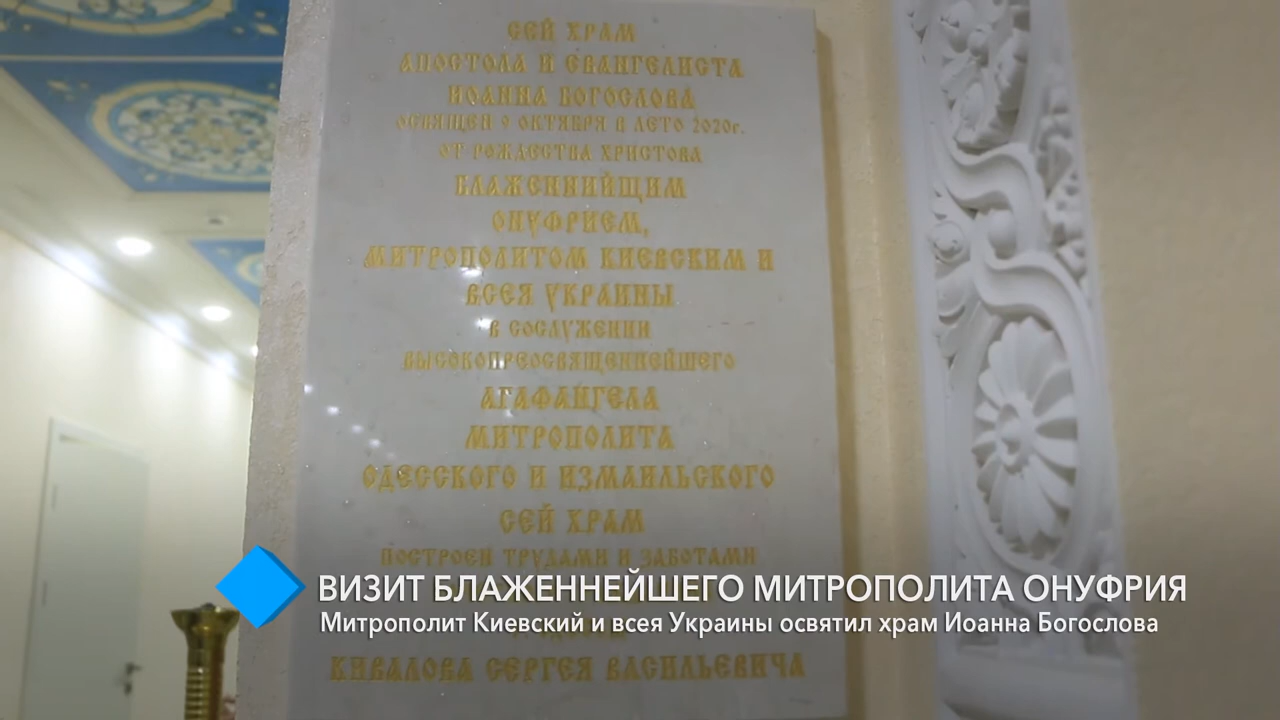 СЕЙ ХРАМ
АПОСТОЛА И ЕВАНГЕЛИСТА
ИОАННА БОГОСЛОВА
ОСВЯЩЕН 9 ОКТЯБРЯ В ЛЕТО 2020г.
ОТ РОЖДЕСТВА ХРИСТОВА
БЛАЖЕННИЙЩИМ
ОНУФРИЕМ,
МИТРОПОЛИТОМ КИЕВСКИМ И
ВСЕЯ УКРАИНЫ
В СОСЛУЖЕНИИ
ВЫСОКОПРЕОСВЯЩЕННЕЙШЕГО
АГАФАНГЕЛА
МИТРОПОЛИТА
ОДЕССКОГО И ИЗМАИЛЬСКОГО
СЕЙ ХРАМ
ПОСТРОЕН ТРУДАМИ И ЗАБОТАМИ
ВИЗИТ БЛАЖЕННЕЙШЕГО МИТРОПОЛИТА ОНУФРИЯ
Митрополит Киевский и всея Украины освятил храм Иоанна Богослова
КИВАЛОВА СЕРГЕЯ ВАСИЛЬЕВИЧА